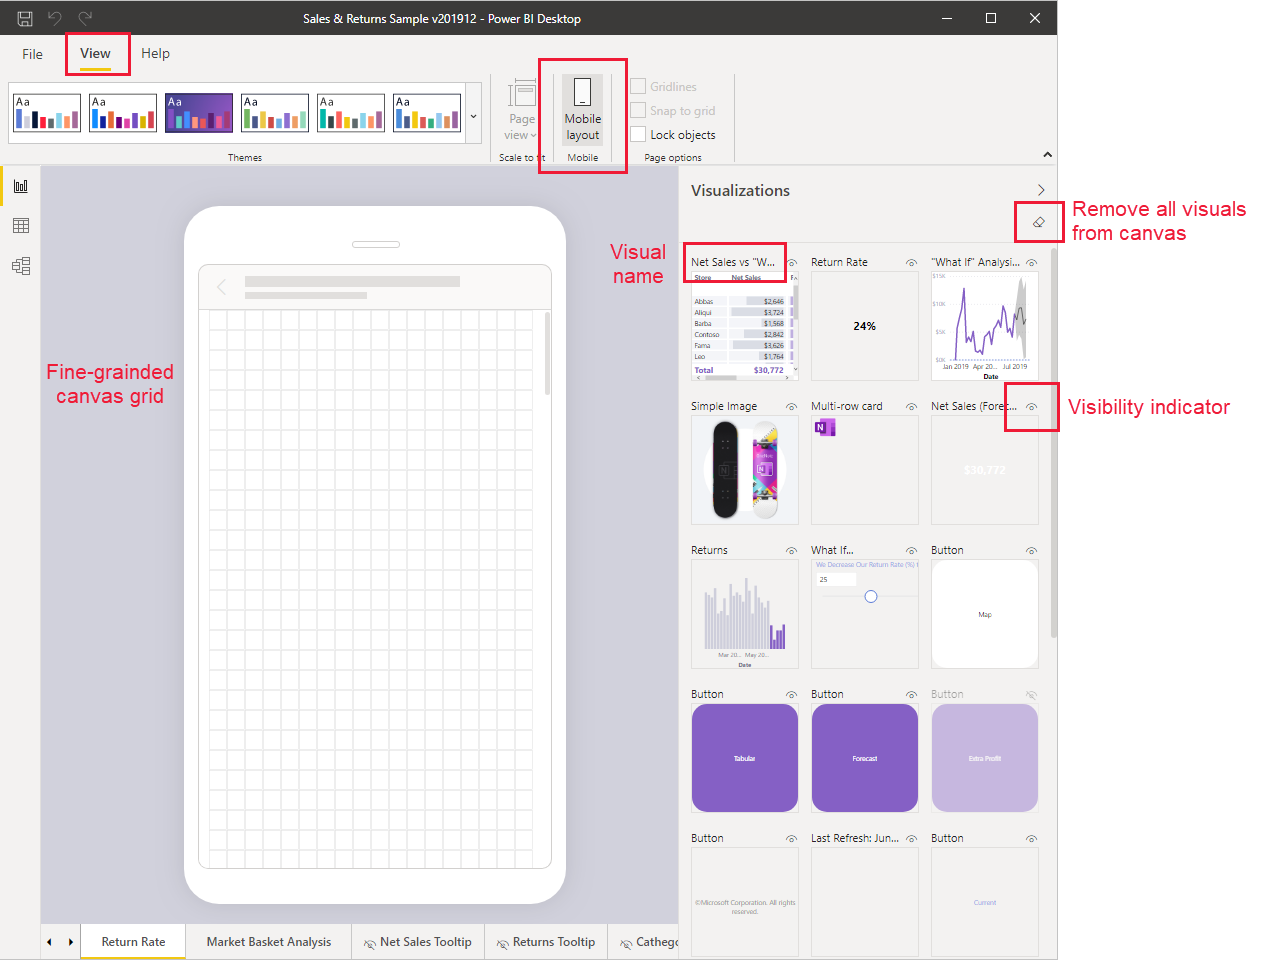 Sales & Returns Sample v201912 - Power BI Desktop
File View Help
Aa Aa Aa Aa Aa Aa
Page view
Mobile layout
Gridlines
Snap to grid
Lock objects
Themes
Scale to fit
Mobile
Page options
Visualizations
Remove all visuals
from canvas
Visual
name
Fine-grainded
canvas grid
Visibility indicator
Net Sales vs "W...
Store Net Sales
Abbas $2,646
Aliqui $3,724
Barba $1,568
Contoso $2,842
Fama $3,626
Leo $1,764
Total $30,772
Return Rate
24%
"What If" Analysi...
$15K
$10K
$5K
$0K
Jan 2019 Apr 20... Jul 2019
Date
Simple Image
Multi-row card
N
Net Sales (Forec...
$30,772
Returns
Mar 20... May 20...
Date
What If...
We Decrease Our Return Rate (%)
25
Button
Map
Button
Tabular
Button
Forecast
Button
Extra Profit
Button
©Microsoft Corporation. All rights
reserved.
Last Refresh: Jun...
Button
Current
Return Rate
Market Basket Analysis
Net Sales Tooltip
Returns Tooltip
Cathego